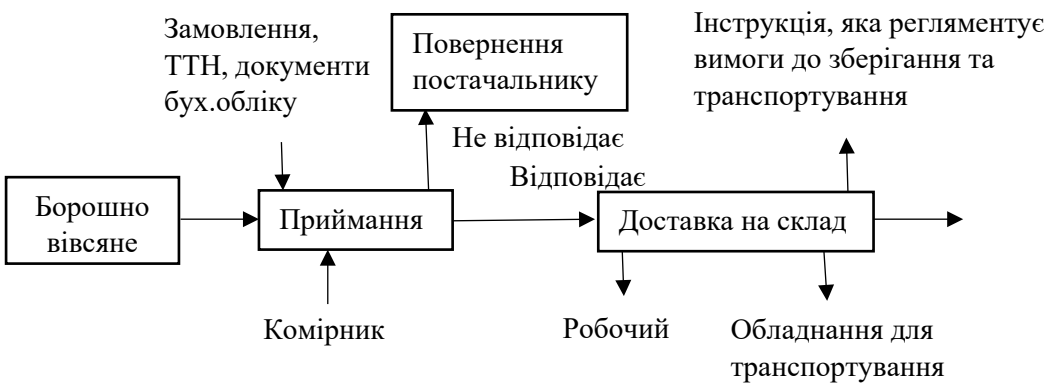 Замовлення,
ТТН, документи
бух.обліку
Повернення
постачальнику
Інструкція, яка регляментує
вимоги до зберігання та
транспортування
Не відповідає
Відповідає
Борошно
вівсяне
Приймання
Доставка на склад
Комірник
Робочий
Обладнання для
транспортування